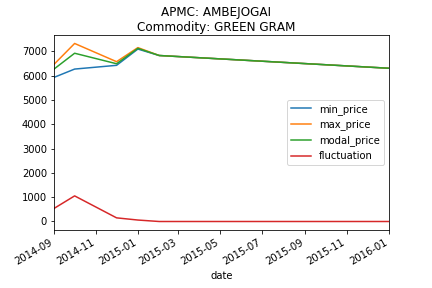 APMC: AMBEJOGAI
Commodity: GREEN GRAM
7000
6000
5000
4000
3000
2000
1000
0
min_price
max_price
modal_price
fluctuation
2014-09
2014-11
2015-01
2015-03
2015-05
2015-07
2015-09
2015-11
2016-01
date